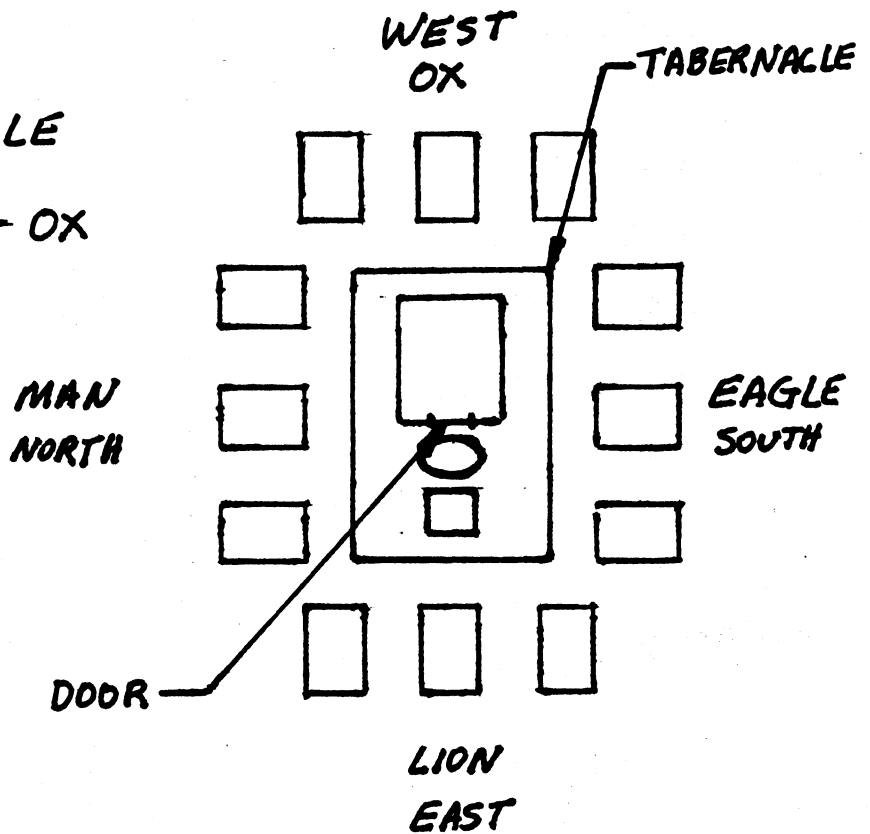 WEST
OX
TABERNACLE
LE
OX
MAN
NORTH
EAGLE
SOUTH
DOOR
LION
EAST